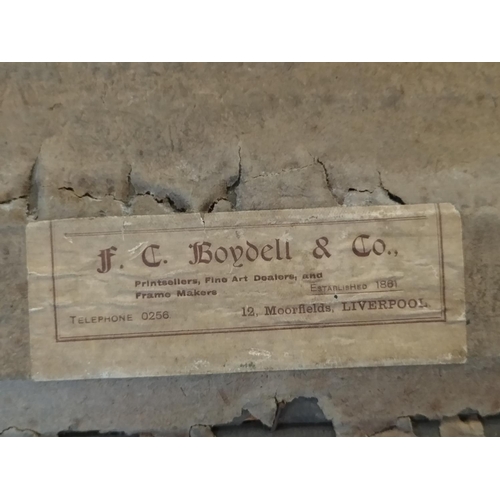 F. C. Boydell & Co.,
Printsellers, Fine Art Dealers, and
Frame Makers
ESTABLISHED 1861
TELEPHONE 0256
12, Moorfields, LIVERPOOL.